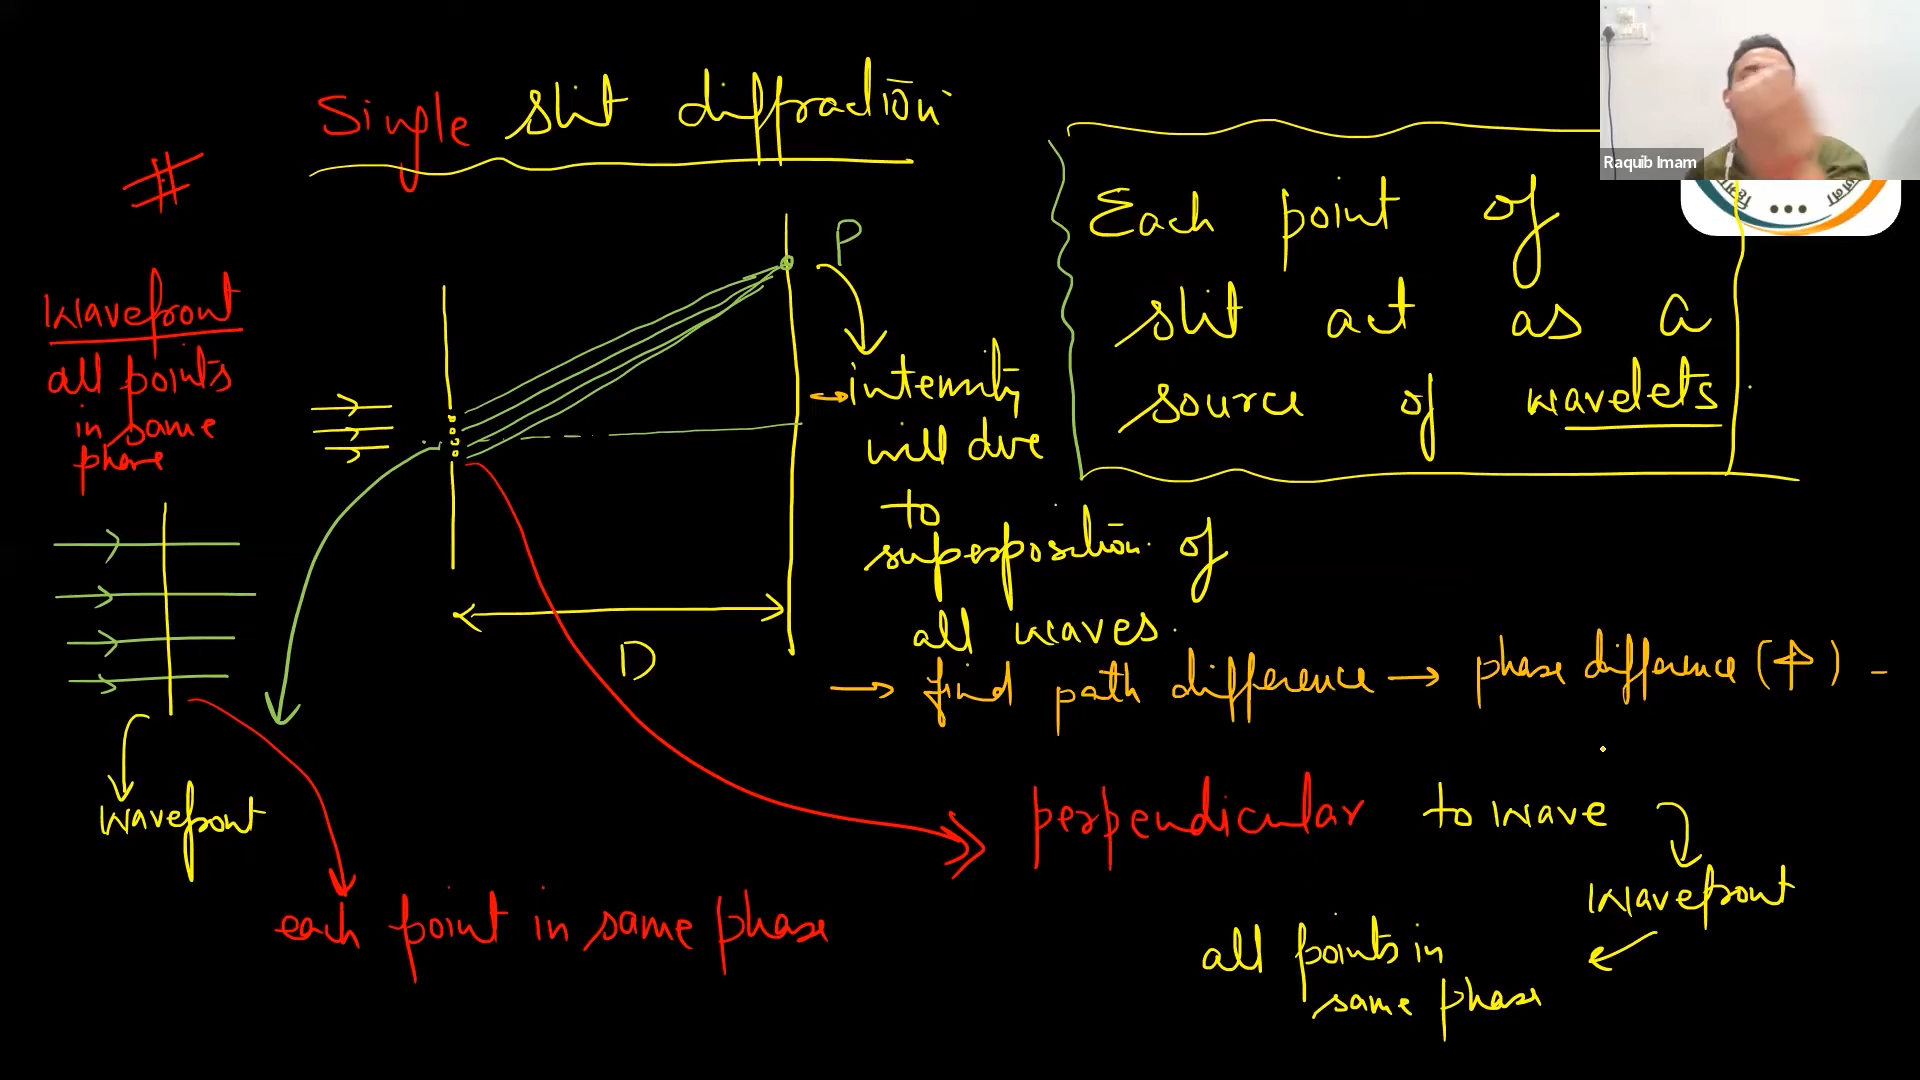 Single slit diffraction
#
Raquib Imam
Wavefront
all points
in same
phase
P
Each point of
slit act as a
source of wavelets
→ intensity
will due
to
superposition of
all waves.
D
→ find path difference → phase difference (ϕ) -
Wavefront
perpendicular to wave
Wavefront
each point in same phase
all points in
same phase